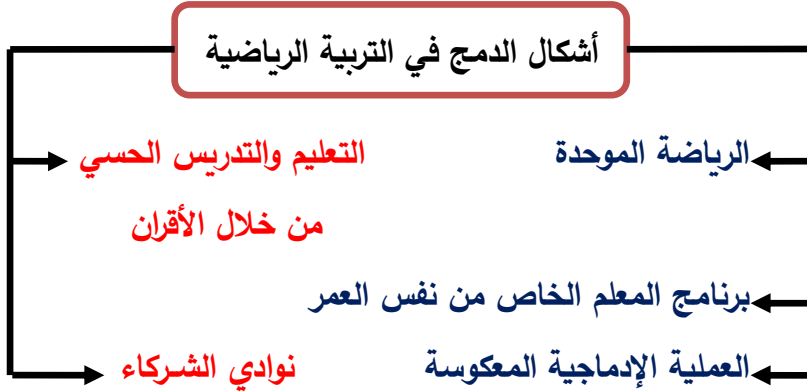 أشكال الدمج في التربية الرياضية
الرياضة الموحدة
التعليم والتدريس الحسي
من خلال الأقران
برنامج المعلم الخاص من نفس العمر
العملية الإدماجية المعكوسة
نوادي الشركاء